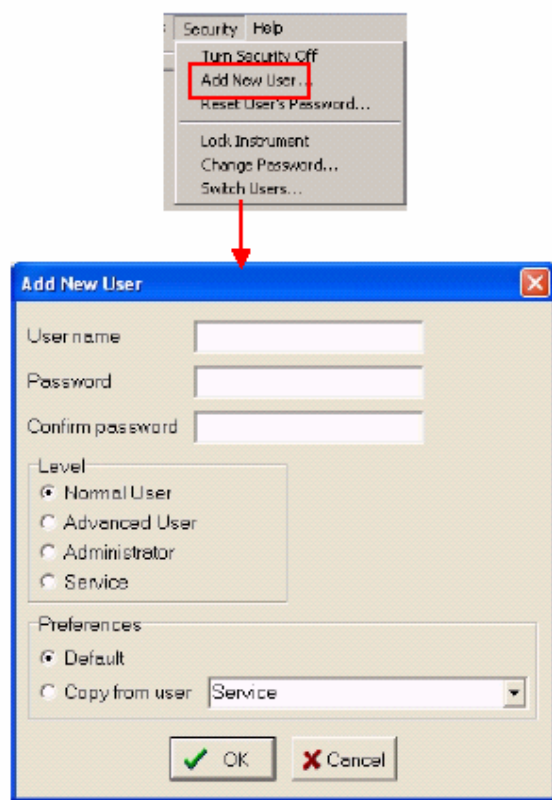 Security Help
Turn Security Off
Add New User...
Reset User's Password...
Lock Instrument
Change Password...
Switch Users...
Add New User
User name
Password
Confirm password
Level
Normal User
Advanced User
Administrator
Service
Preferences
Default
Copy from user Service
OK Cancel